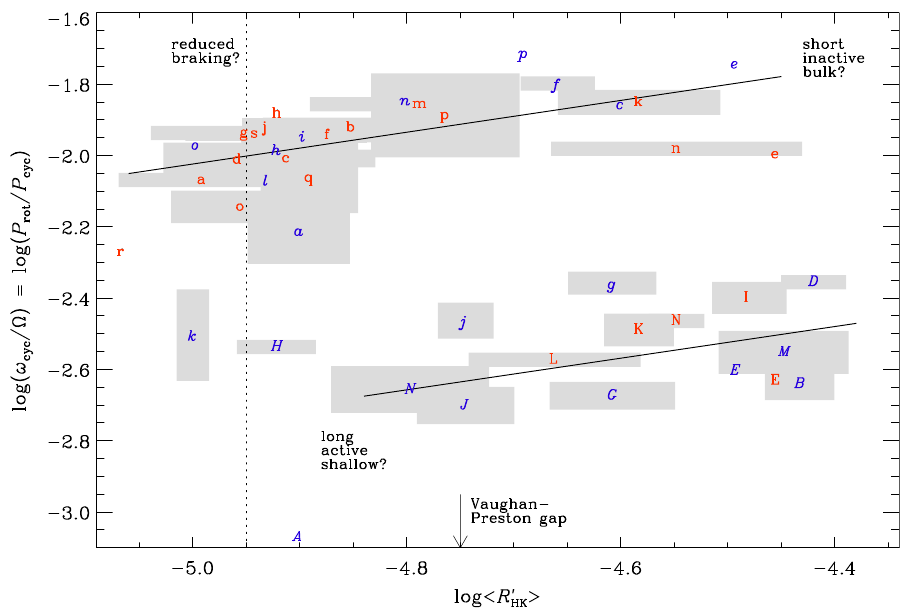 −1.6
reduced
braking?
p
short
inactive
bulk?
e
−1.8
f
n m
k
c
h
p
g s j
f
b
i
o
h
n
e
−2.0
d
c
a
l
q
o
−2.2
a
r
g
D
I
−2.4
k
j
K
N
H
L
M
−2.6
N
J
G
E
E
B
log(ω_cyc/Ω) = log(P_rot/P_cyc)
−2.8
long
active
shallow?
−3.0
Vaughan−
Preston gap
A
−5.0 −4.8 −4.6 −4.4
log<R′_HK>